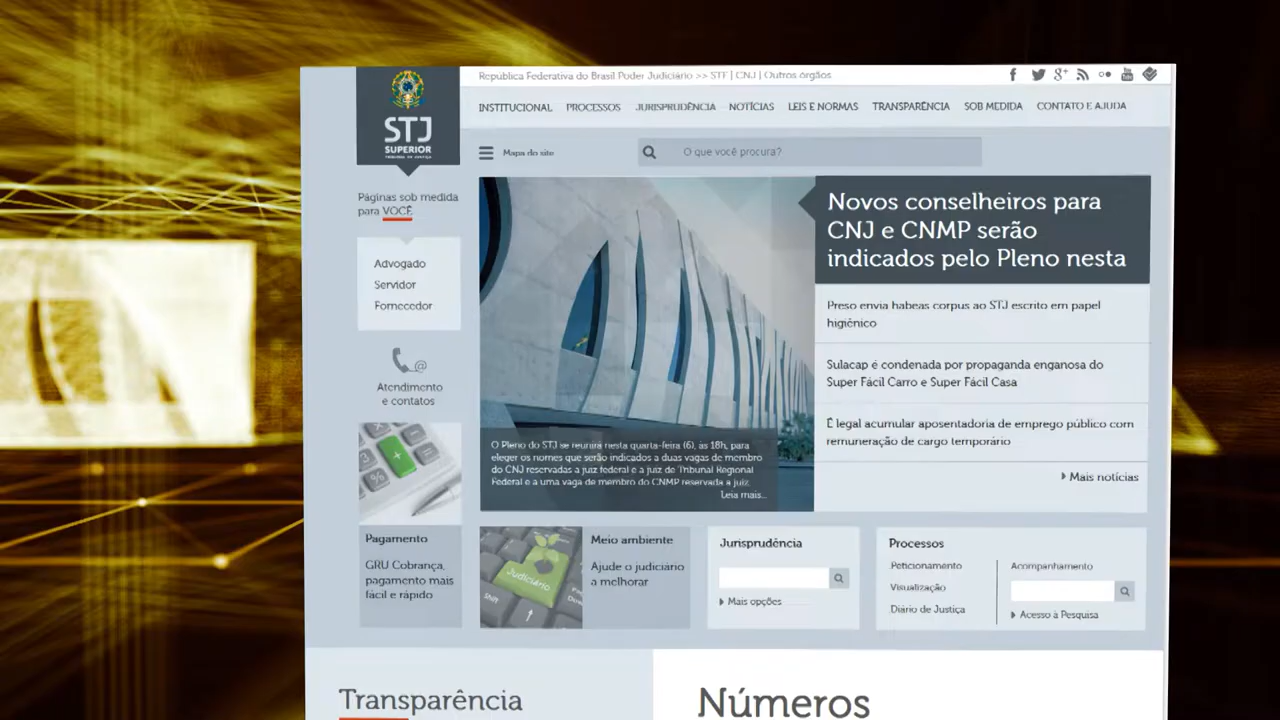 República Federativa do Brasil Poder Judiciário >> STF | CNJ | Outros órgãos
STJ
SUPERIOR
TRIBUNAL DE JUSTIÇA
INSTITUCIONAL PROCESSOS JURISPRUDÊNCIA NOTÍCIAS LEIS E NORMAS TRANSPARÊNCIA SOB MEDIDA CONTATO E AJUDA
Mapa do site
O que você procura?
Páginas sob medida
para VOCÊ
Advogado
Servidor
Fornecedor
Atendimento
e contatos
Novos conselheiros para
CNJ e CNMP serão
indicados pelo Pleno nesta
Preso envia habeas corpus ao STJ escrito em papel
higiênico
Sulacap é condenada por propaganda enganosa do
Super Fácil Carro e Super Fácil Casa
É legal acumular aposentadoria de emprego público com
remuneração de cargo temporário
Mais notícias
O Pleno do STJ se reunirá nesta quarta-feira (6), às 18h, para
eleger os nomes que serão indicados a duas vagas de membro
do CNJ reservadas a juiz federal e a juiz de Tribunal Regional
Federal e a uma vaga de membro do CNMP reservada a juiz
Leia mais...
Pagamento
GRU Cobrança,
pagamento mais
fácil e rápido
Judiciário
Shift
Meio ambiente
Ajude o judiciário
a melhorar
Jurisprudência
Mais opções
Processos
Peticionamento
Visualização
Diário de Justiça
Acompanhamento
Acesso à Pesquisa
Transparência
Números